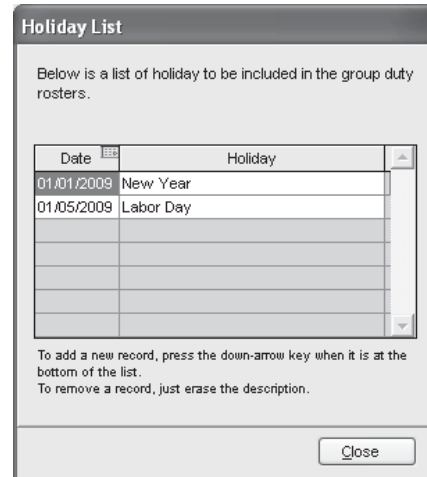 Holiday List
Below is a list of holiday to be included in the group duty
rosters.
Date Holiday
01/01/2009 New Year
01/05/2009 Labor Day
To add a new record, press the down-arrow key when it is at the
bottom of the list.
To remove a record, just erase the description.
Close